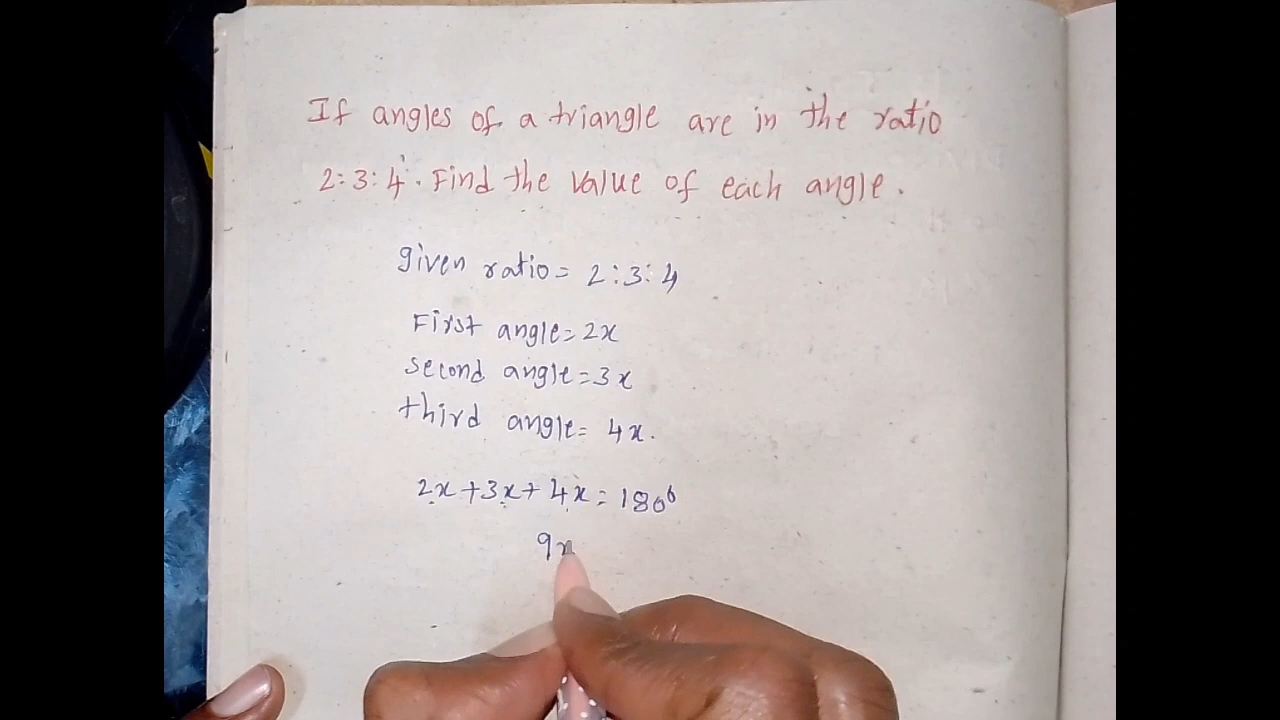 If angles of a triangle are in the ratio
2:3:4. Find the value of each angle.
given ratio = 2:3:4
First angle = 2x
second angle = 3x
third angle = 4x.
2x + 3x + 4x = 180°
9x